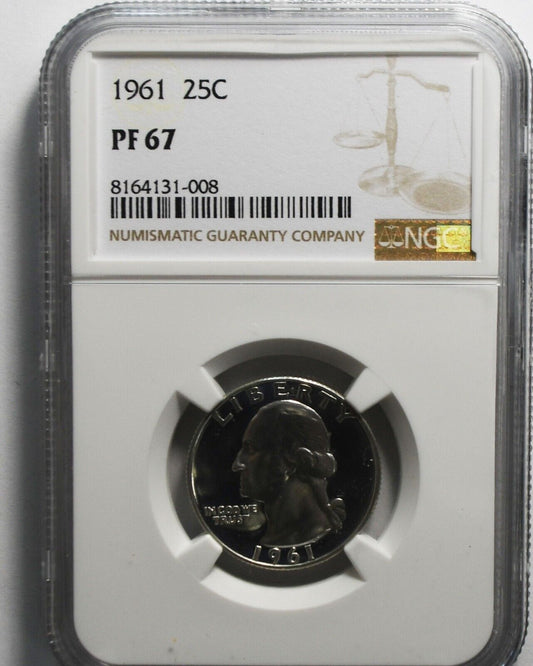 1961 25C
PF 67
8164131-008
NUMISMATIC GUARANTY COMPANY NGC
LIBERTY
IN GOD WE
TRUST
1961